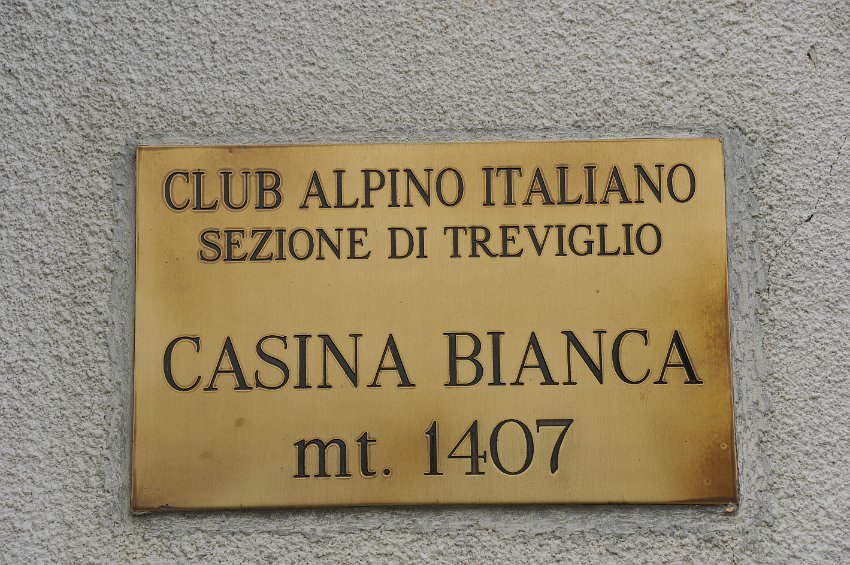 CLUB ALPINO ITALIANO
SEZIONE DI TREVIGLIO
CASINA BIANCA
mt. 1407